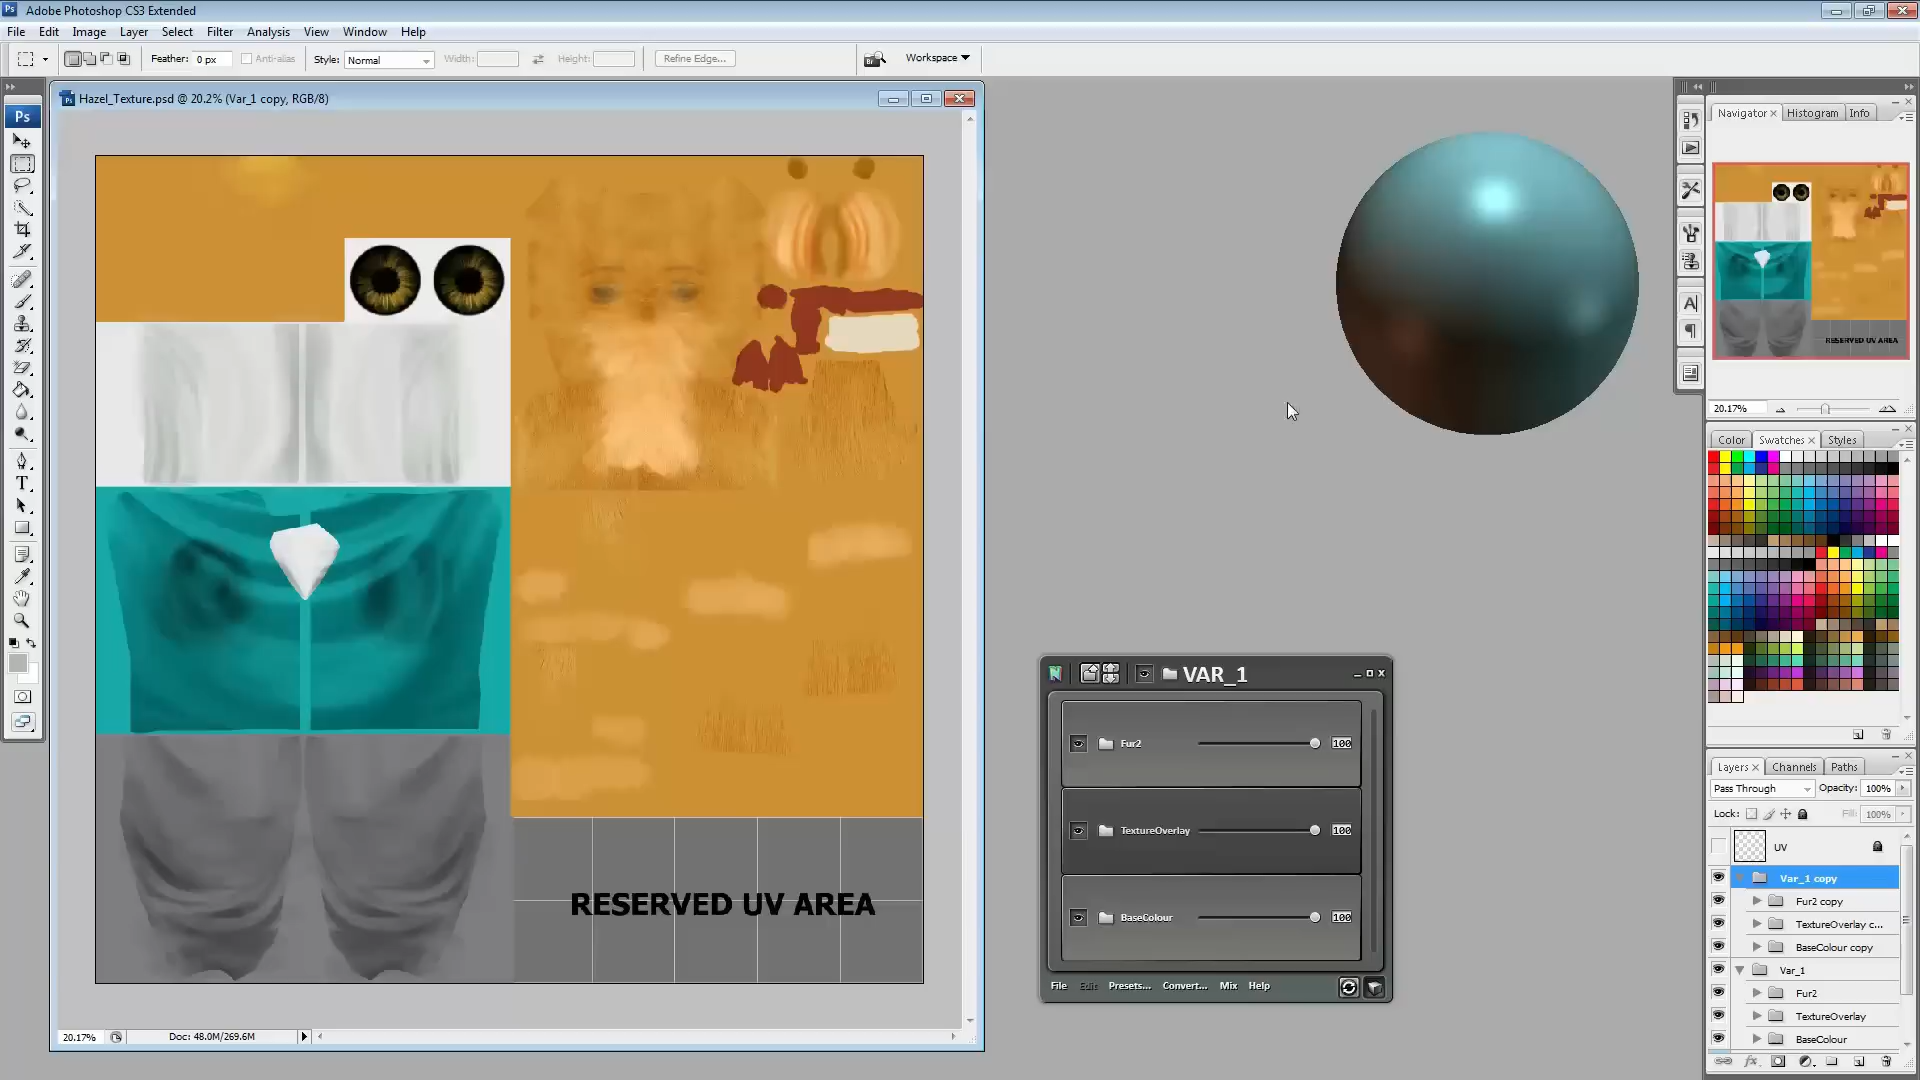 Ps Adobe Photoshop CS3 Extended
File Edit Image Layer Select Filter Analysis View Window Help
Feather: 0 px Anti-alias Style: Normal Width: Height: Refine Edge... Br Workspace
Hazel_Texture.psd @ 20.2% (Var_1 copy, RGB/8)
Ps
T
RESERVED UV AREA
20.17% Doc: 48.0M/269.6M
N VAR_1
Fur2 100
TextureOverlay 100
BaseColour 100
File Edit Presets... Convert... Mix Help
Navigator Histogram Info
RESERVED UV AREA
20.17%
Color Swatches Styles
Layers Channels Paths
Pass Through Opacity: 100%
Lock: Fill: 100%
UV
Var_1 copy
Fur2 copy
TextureOverlay c...
BaseColour copy
Var_1
Fur2
TextureOverlay
BaseColour
fx